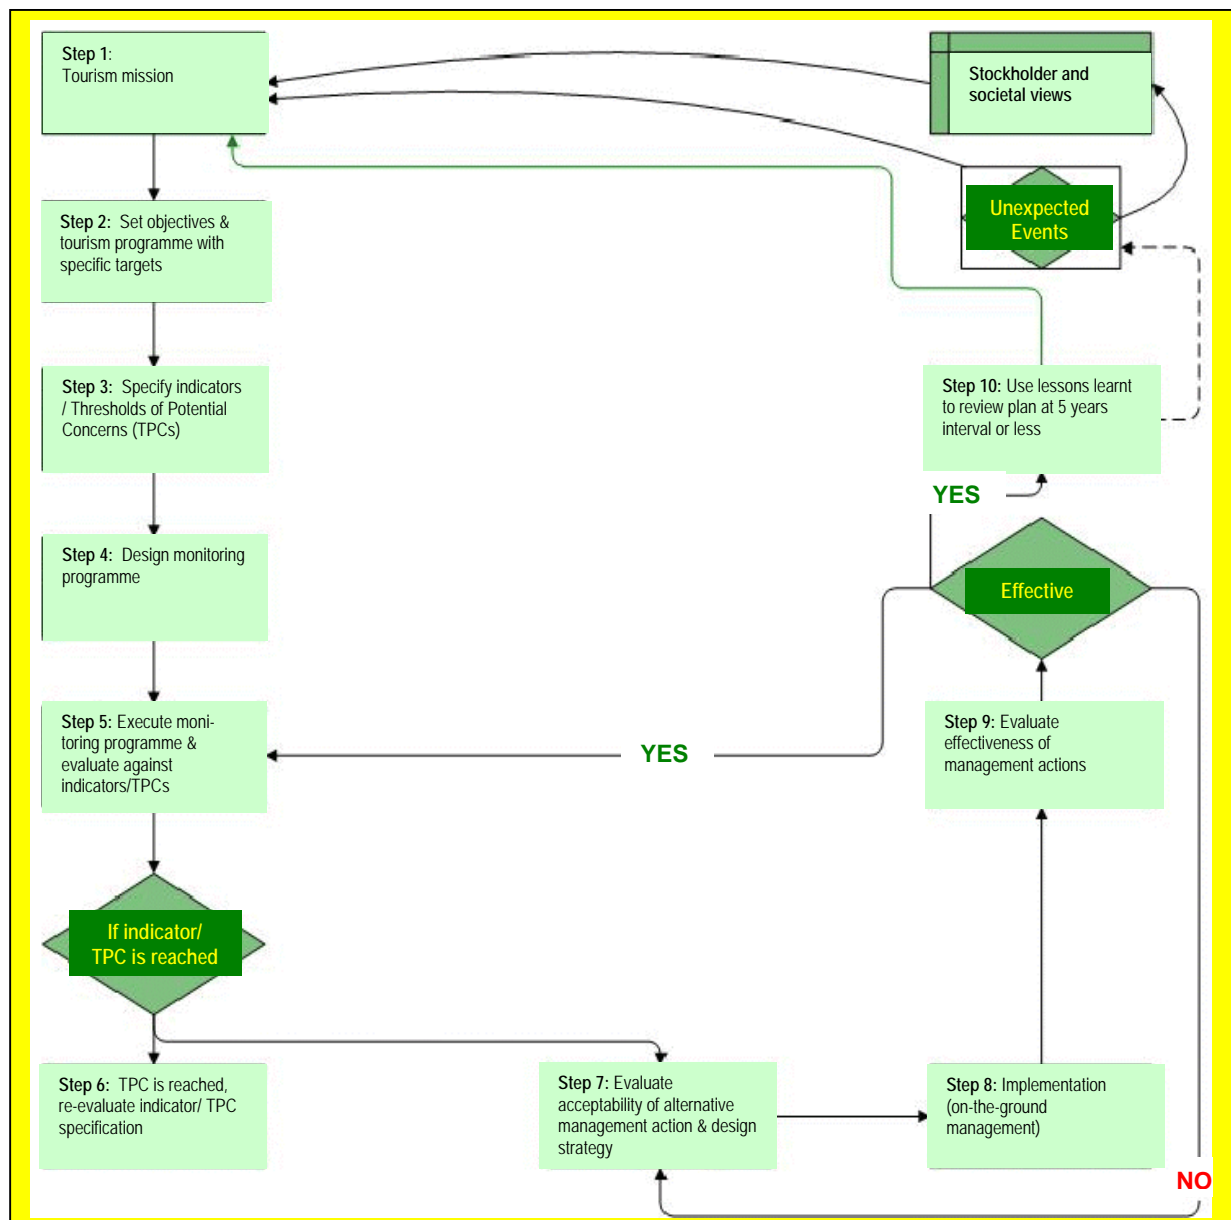 Step 1:
Tourism mission
Stockholder and
societal views
Unexpected
Events
Step 2: Set objectives &
tourism programme with
specific targets
Step 3: Specify indicators
/ Thresholds of Potential
Concerns (TPCs)
Step 10: Use lessons learnt
to review plan at 5 years
interval or less
YES
Step 4: Design monitoring
programme
Effective
Step 5: Execute moni-
toring programme &
evaluate against
indicators/TPCs
YES
Step 9: Evaluate
effectiveness of
management actions
If indicator/
TPC is reached
Step 6: TPC is reached,
re-evaluate indicator/ TPC
specification
Step 7: Evaluate
acceptability of alternative
management action & design
strategy
Step 8: Implementation
(on-the-ground
management)
NO